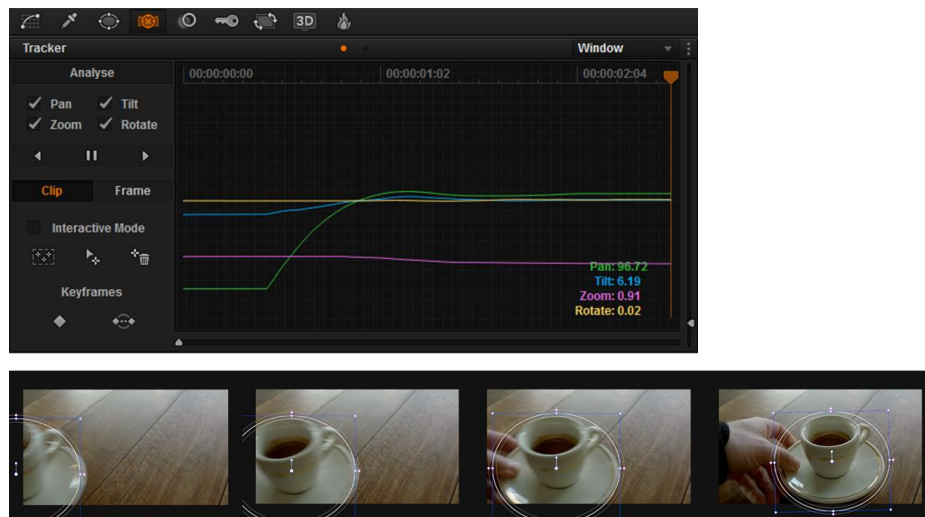 3D
Tracker
Window
Analyse
00:00:00:00
00:00:01:02
00:00:02:04
Pan
Tilt
Zoom
Rotate
Clip
Frame
Interactive Mode
Keyframes
Pan: 96.72
Tilt: 6.19
Zoom: 0.91
Rotate: 0.02